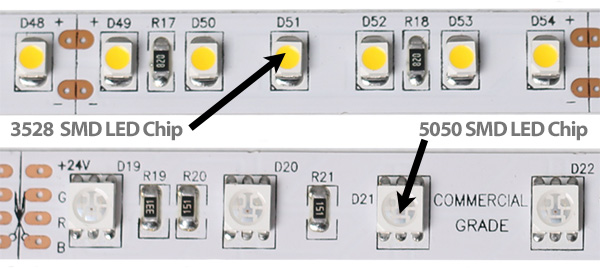 D48 + + D49 R17 D50 D51 D52 R18 D53 D54 +
820 820
- - -
3528 SMD LED Chip
5050 SMD LED Chip
+24V D19 R19 R20 D20 R21 D21 D22
G
R
B
1EE 151 151
COMMERCIAL
GRADE